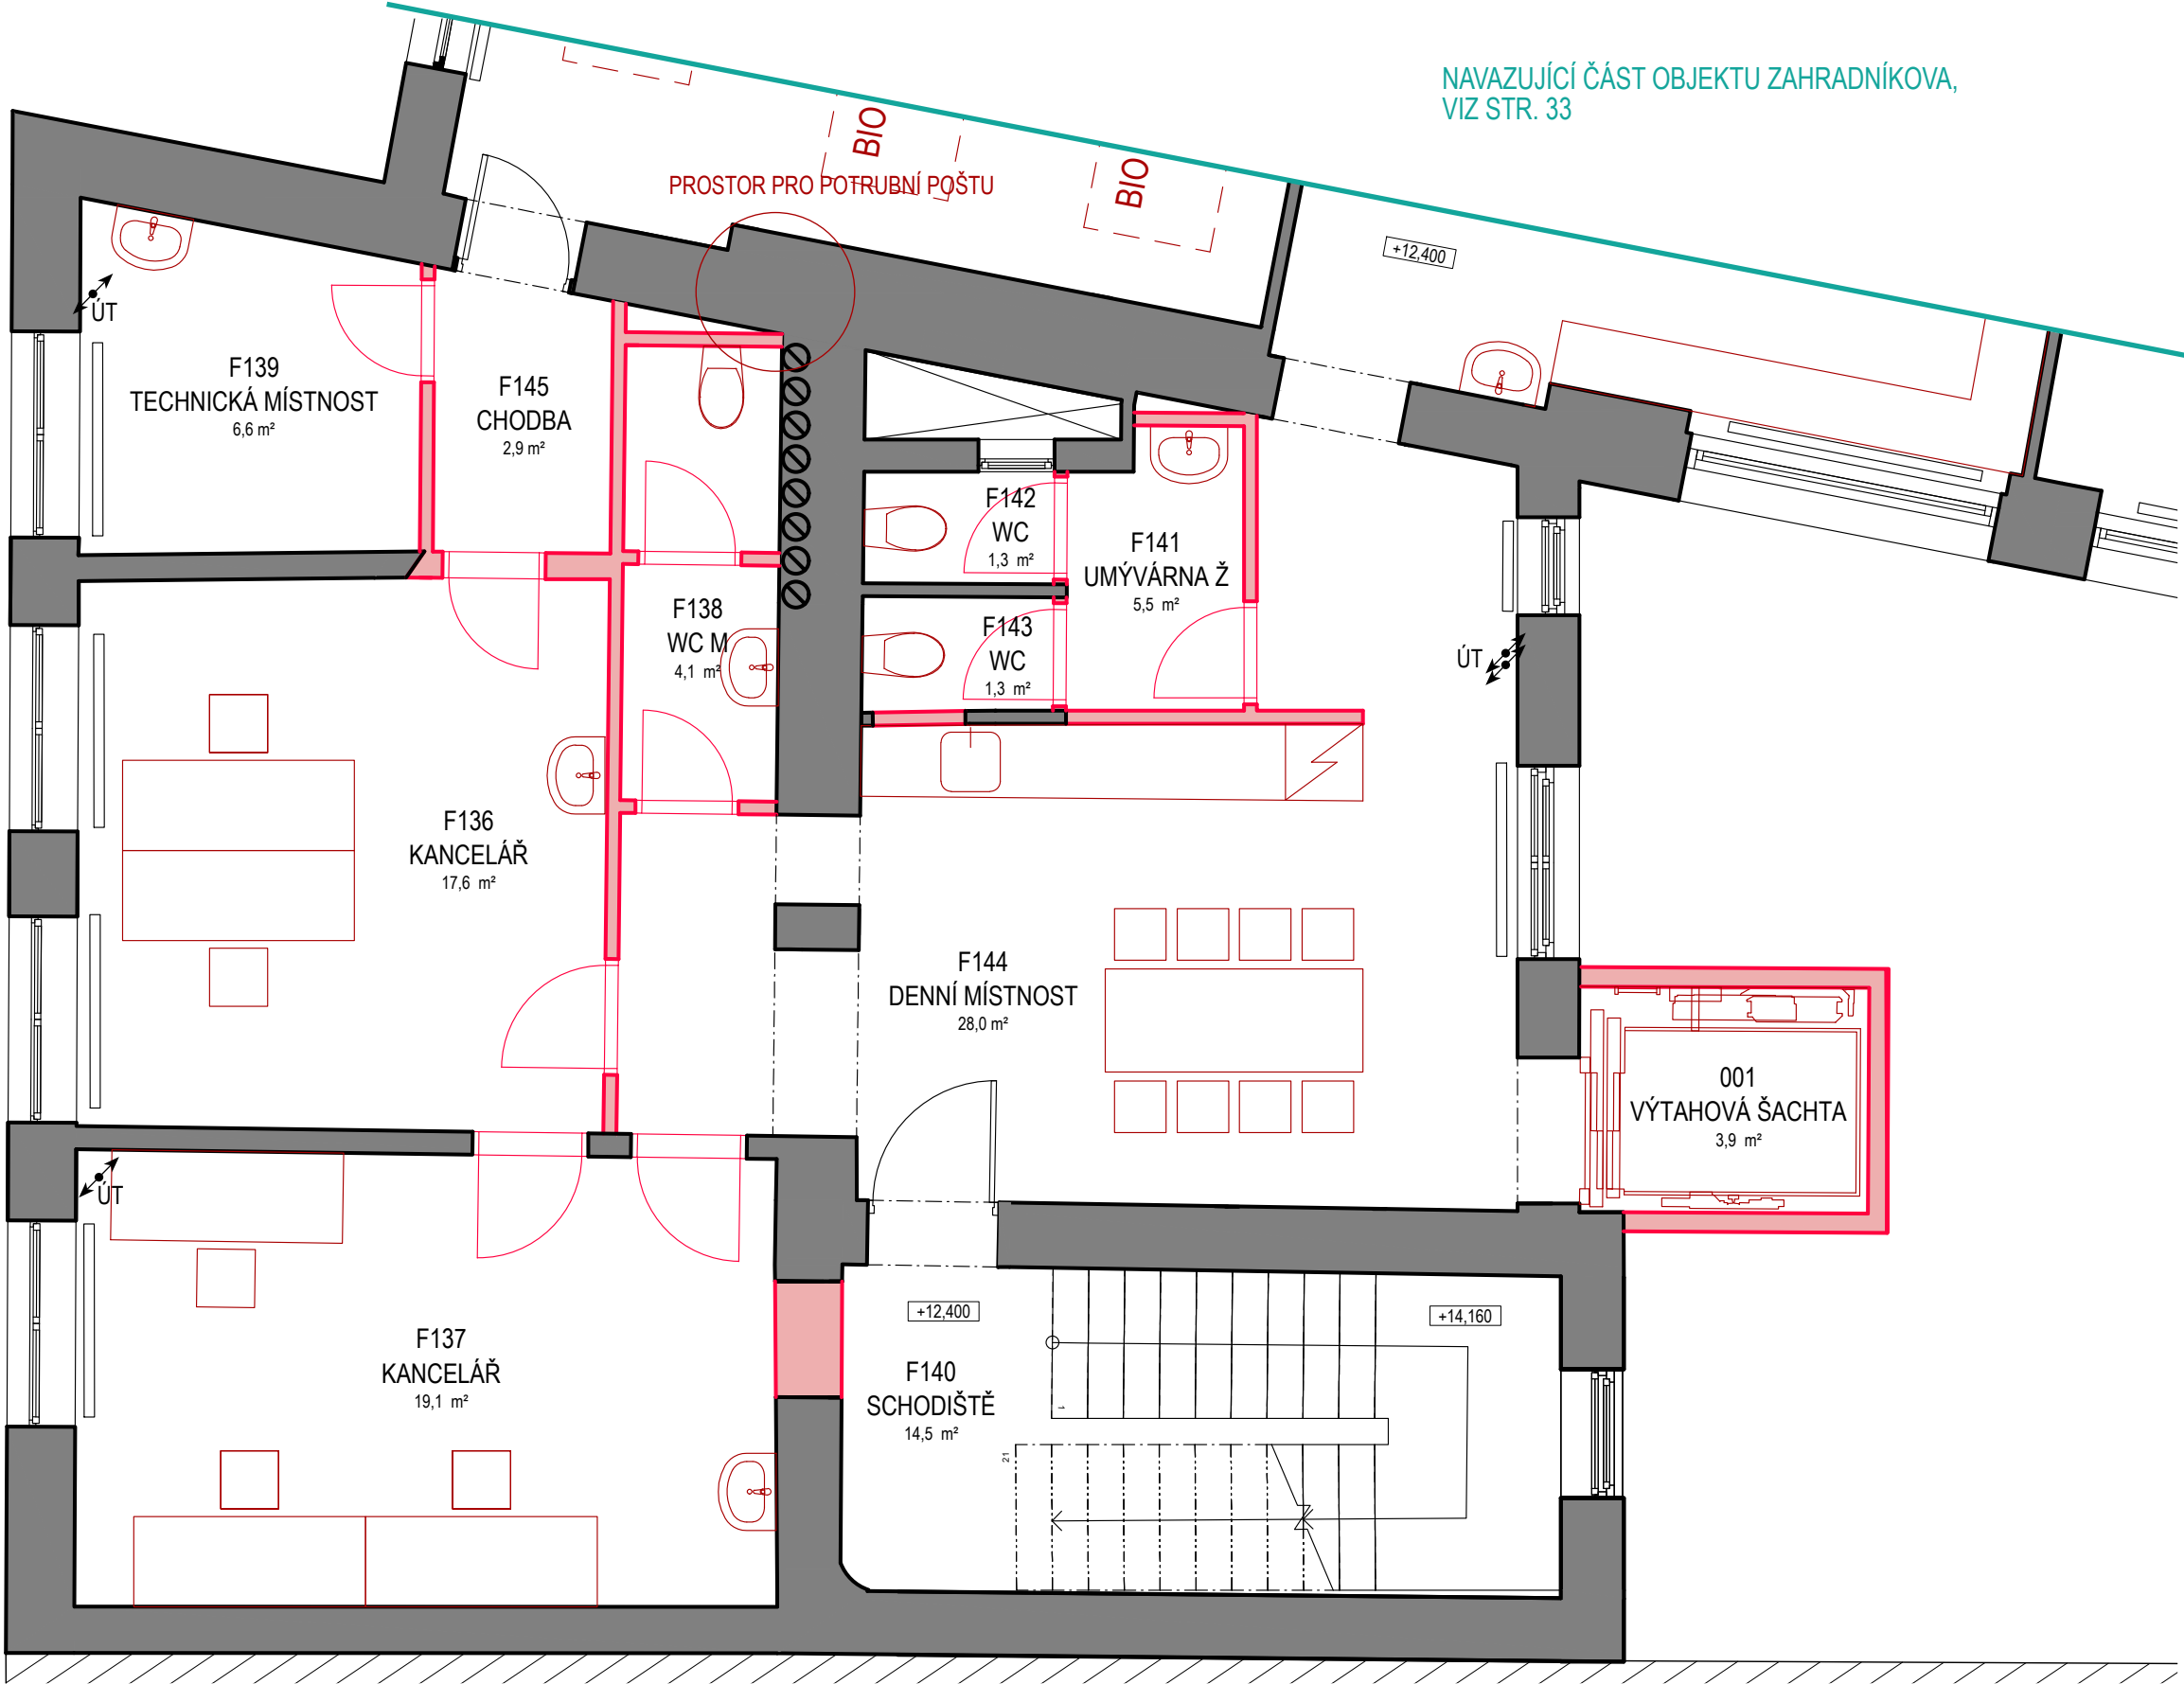 NAVAZUJÍCÍ ČÁST OBJEKTU ZAHRADNÍKOVA,
VIZ STR. 33
BIO
BIO
PROSTOR PRO POTRUBNÍ POŠTU
+12,400
ÚT
F139
TECHNICKÁ MÍSTNOST
6,6 m²
F145
CHODBA
2,9 m²
F142
WC
1,3 m²
F141
UMÝVÁRNA Ž
5,5 m²
F138
WC M
4,1 m²
F143
WC
1,3 m²
ÚT
F136
KANCELÁŘ
17,6 m²
F144
DENNÍ MÍSTNOST
28,0 m²
001
VÝTAHOVÁ ŠACHTA
3,9 m²
ÚT
+12,400
+14,160
F137
KANCELÁŘ
19,1 m²
F140
SCHODIŠTĚ
14,5 m²
1
21